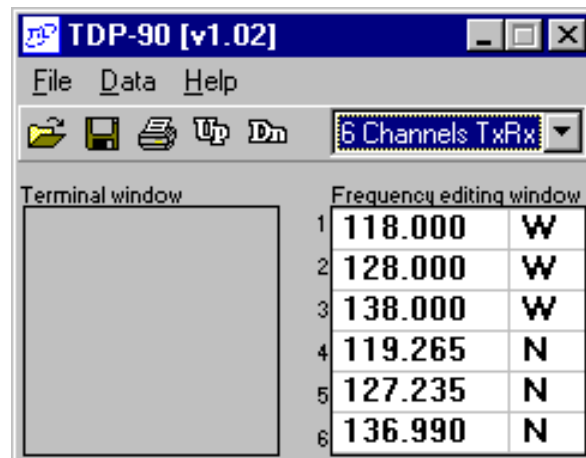 TDP-90 [v1.02]
File Data Help
Up Dn 6 Channels TxRx
Terminal window
Frequency editing window
1 118.000 W
2 128.000 W
3 138.000 W
4 119.265 N
5 127.235 N
6 136.990 N